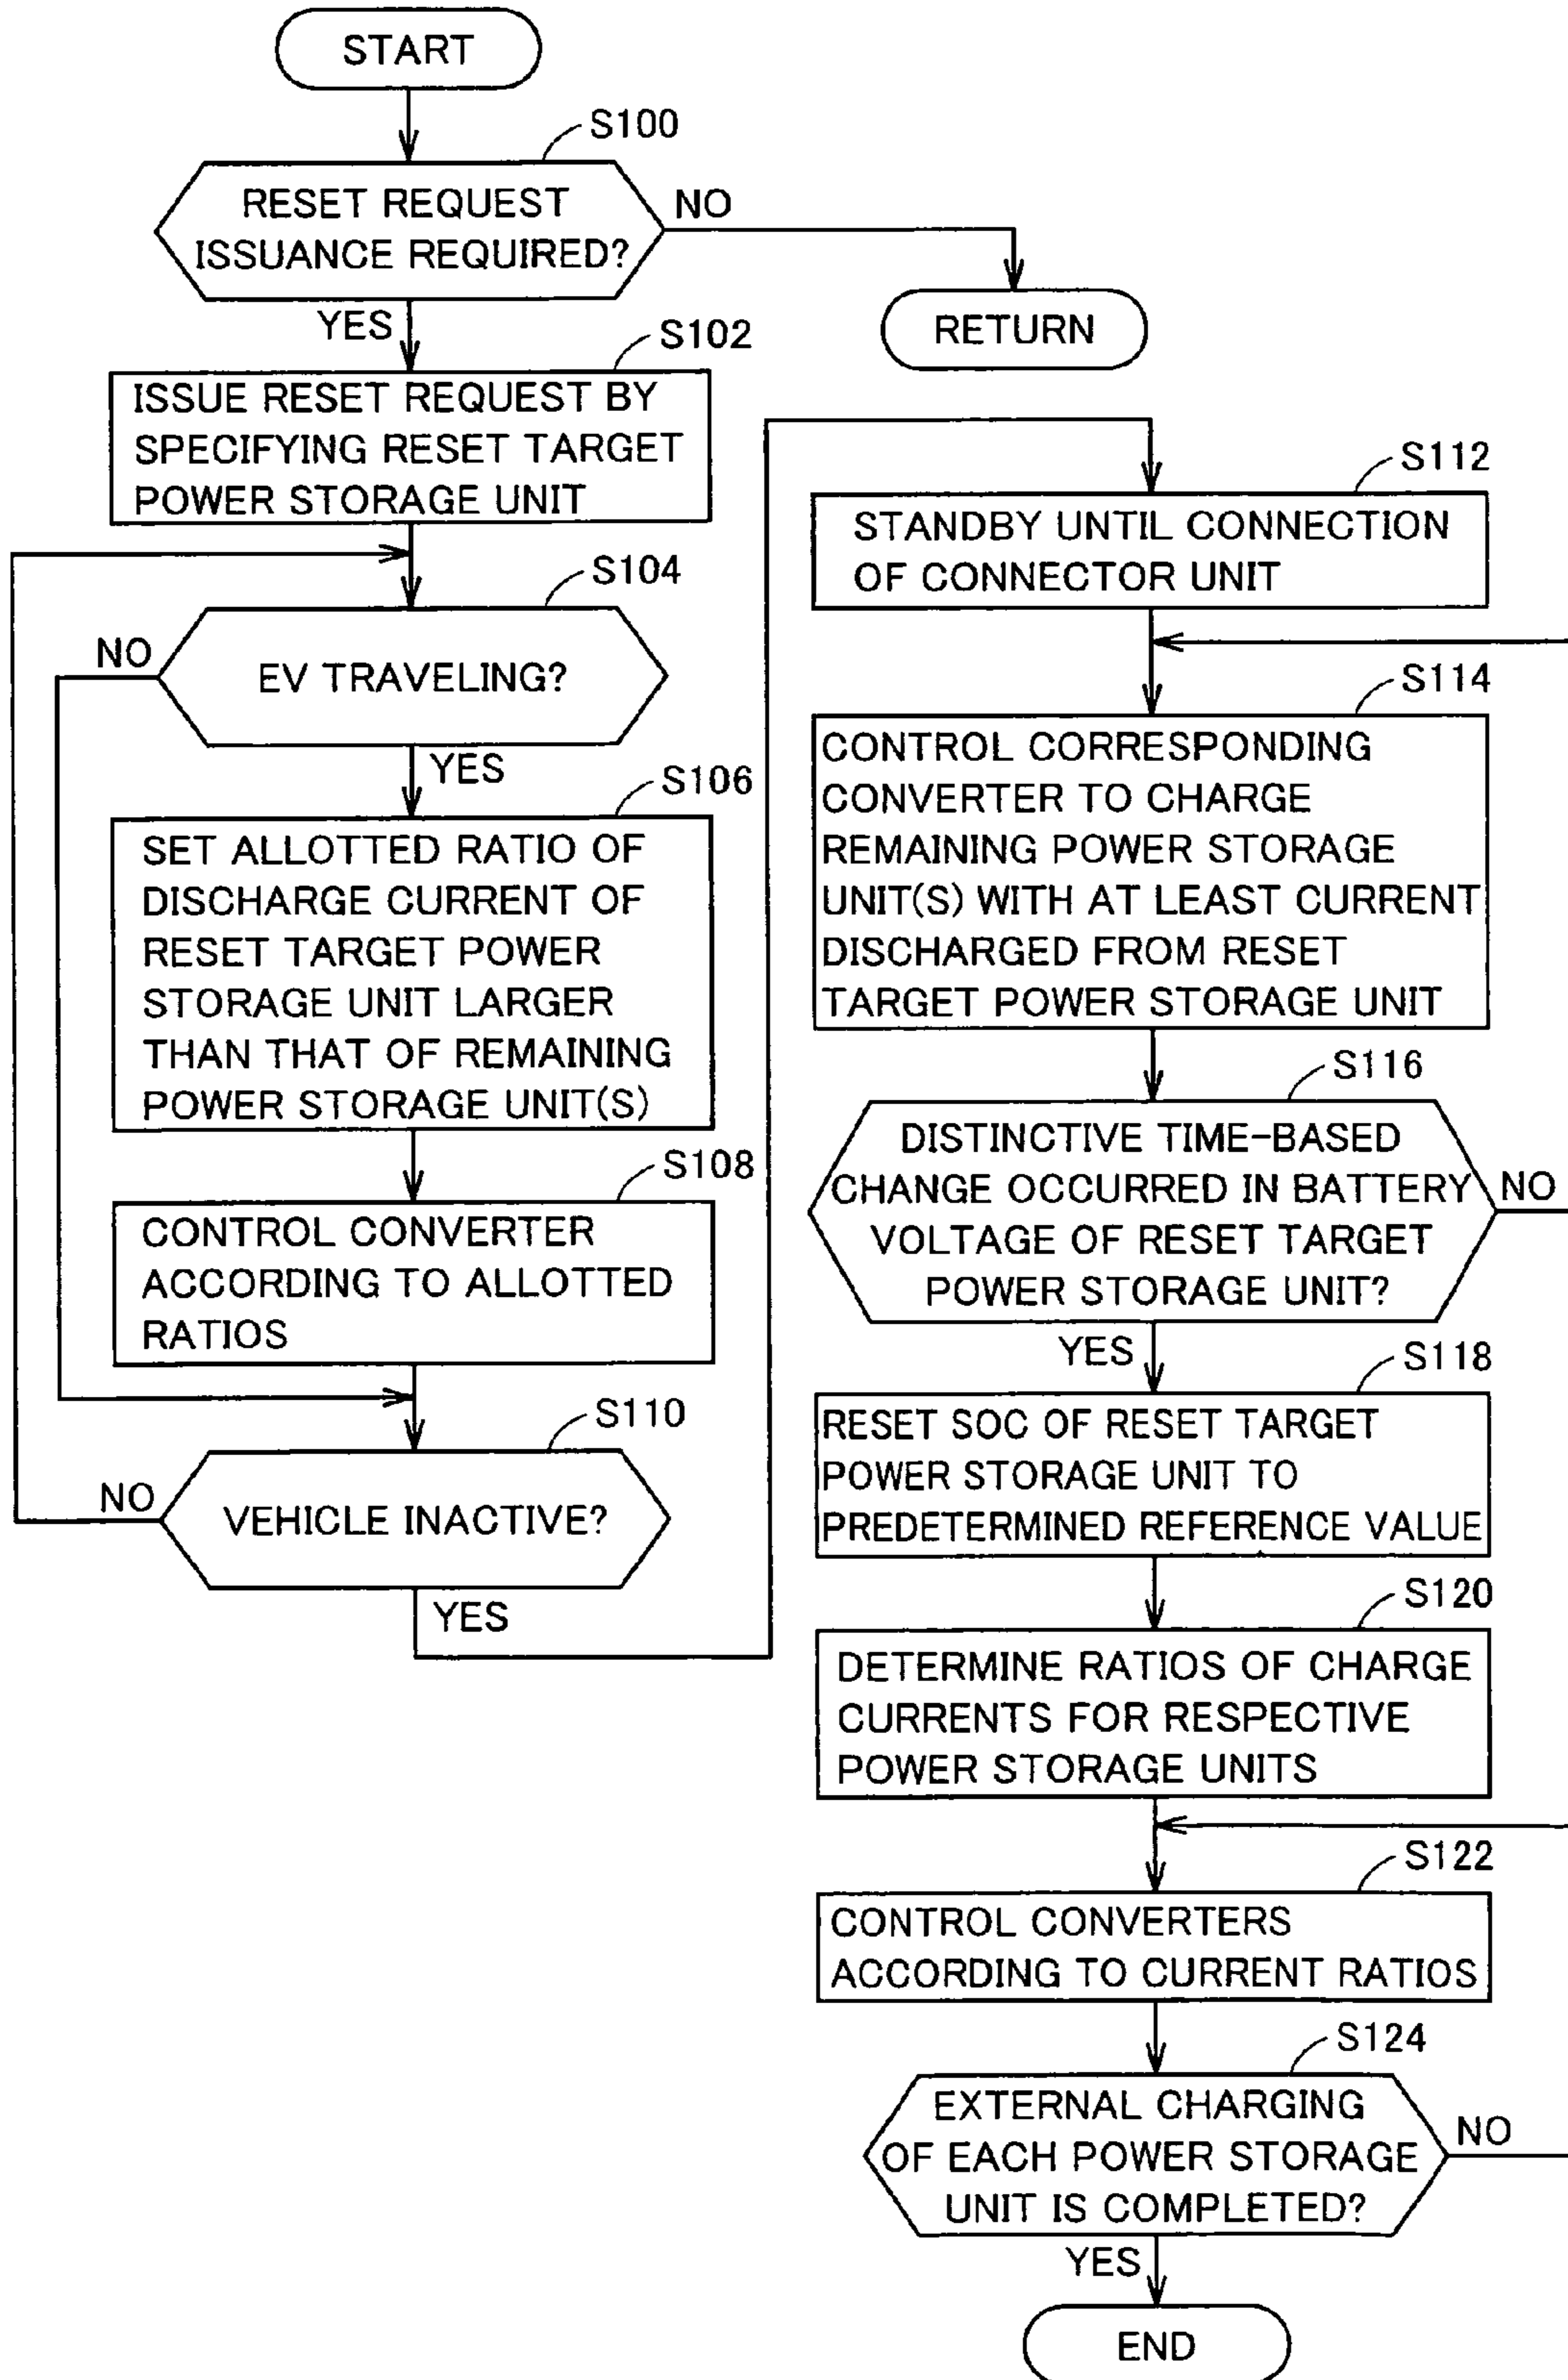 START
S100
RESET REQUEST
ISSUANCE REQUIRED?
NO
RETURN
YES
S102
ISSUE RESET REQUEST BY
SPECIFYING RESET TARGET
POWER STORAGE UNIT
S104
NO
EV TRAVELING?
YES
S106
SET ALLOTTED RATIO OF
DISCHARGE CURRENT OF
RESET TARGET POWER
STORAGE UNIT LARGER
THAN THAT OF REMAINING
POWER STORAGE UNIT(S)
S108
CONTROL CONVERTER
ACCORDING TO ALLOTTED
RATIOS
S110
NO
VEHICLE INACTIVE?
YES
S112
STANDBY UNTIL CONNECTION
OF CONNECTOR UNIT
S114
CONTROL CORRESPONDING
CONVERTER TO CHARGE
REMAINING POWER STORAGE
UNIT(S) WITH AT LEAST CURRENT
DISCHARGED FROM RESET
TARGET POWER STORAGE UNIT
S116
DISTINCTIVE TIME-BASED
CHANGE OCCURRED IN BATTERY
VOLTAGE OF RESET TARGET
POWER STORAGE UNIT?
NO
YES
S118
RESET SOC OF RESET TARGET
POWER STORAGE UNIT TO
PREDETERMINED REFERENCE VALUE
S120
DETERMINE RATIOS OF CHARGE
CURRENTS FOR RESPECTIVE
POWER STORAGE UNITS
S122
CONTROL CONVERTERS
ACCORDING TO CURRENT RATIOS
S124
EXTERNAL CHARGING
OF EACH POWER STORAGE
UNIT IS COMPLETED?
NO
YES
END